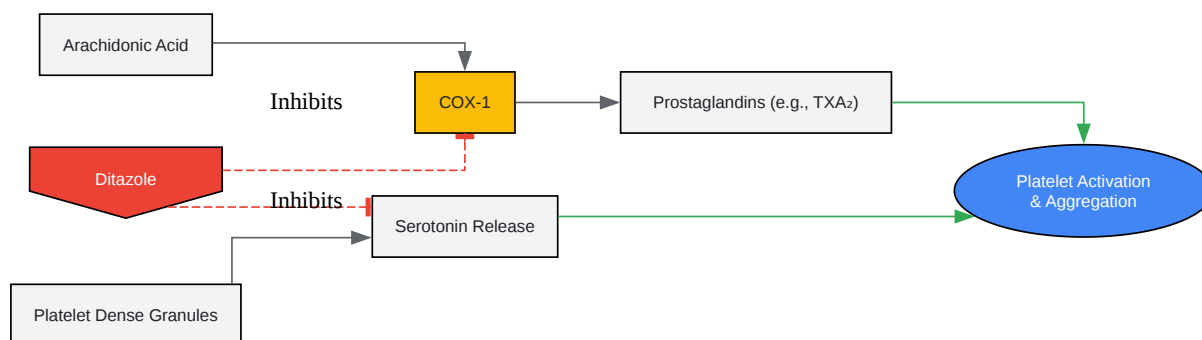 Arachidonic Acid
Inhibits
COX-1
Prostaglandins (e.g., TXA₂)
Ditazole
Inhibits
Serotonin Release
Platelet Activation
& Aggregation
Platelet Dense Granules